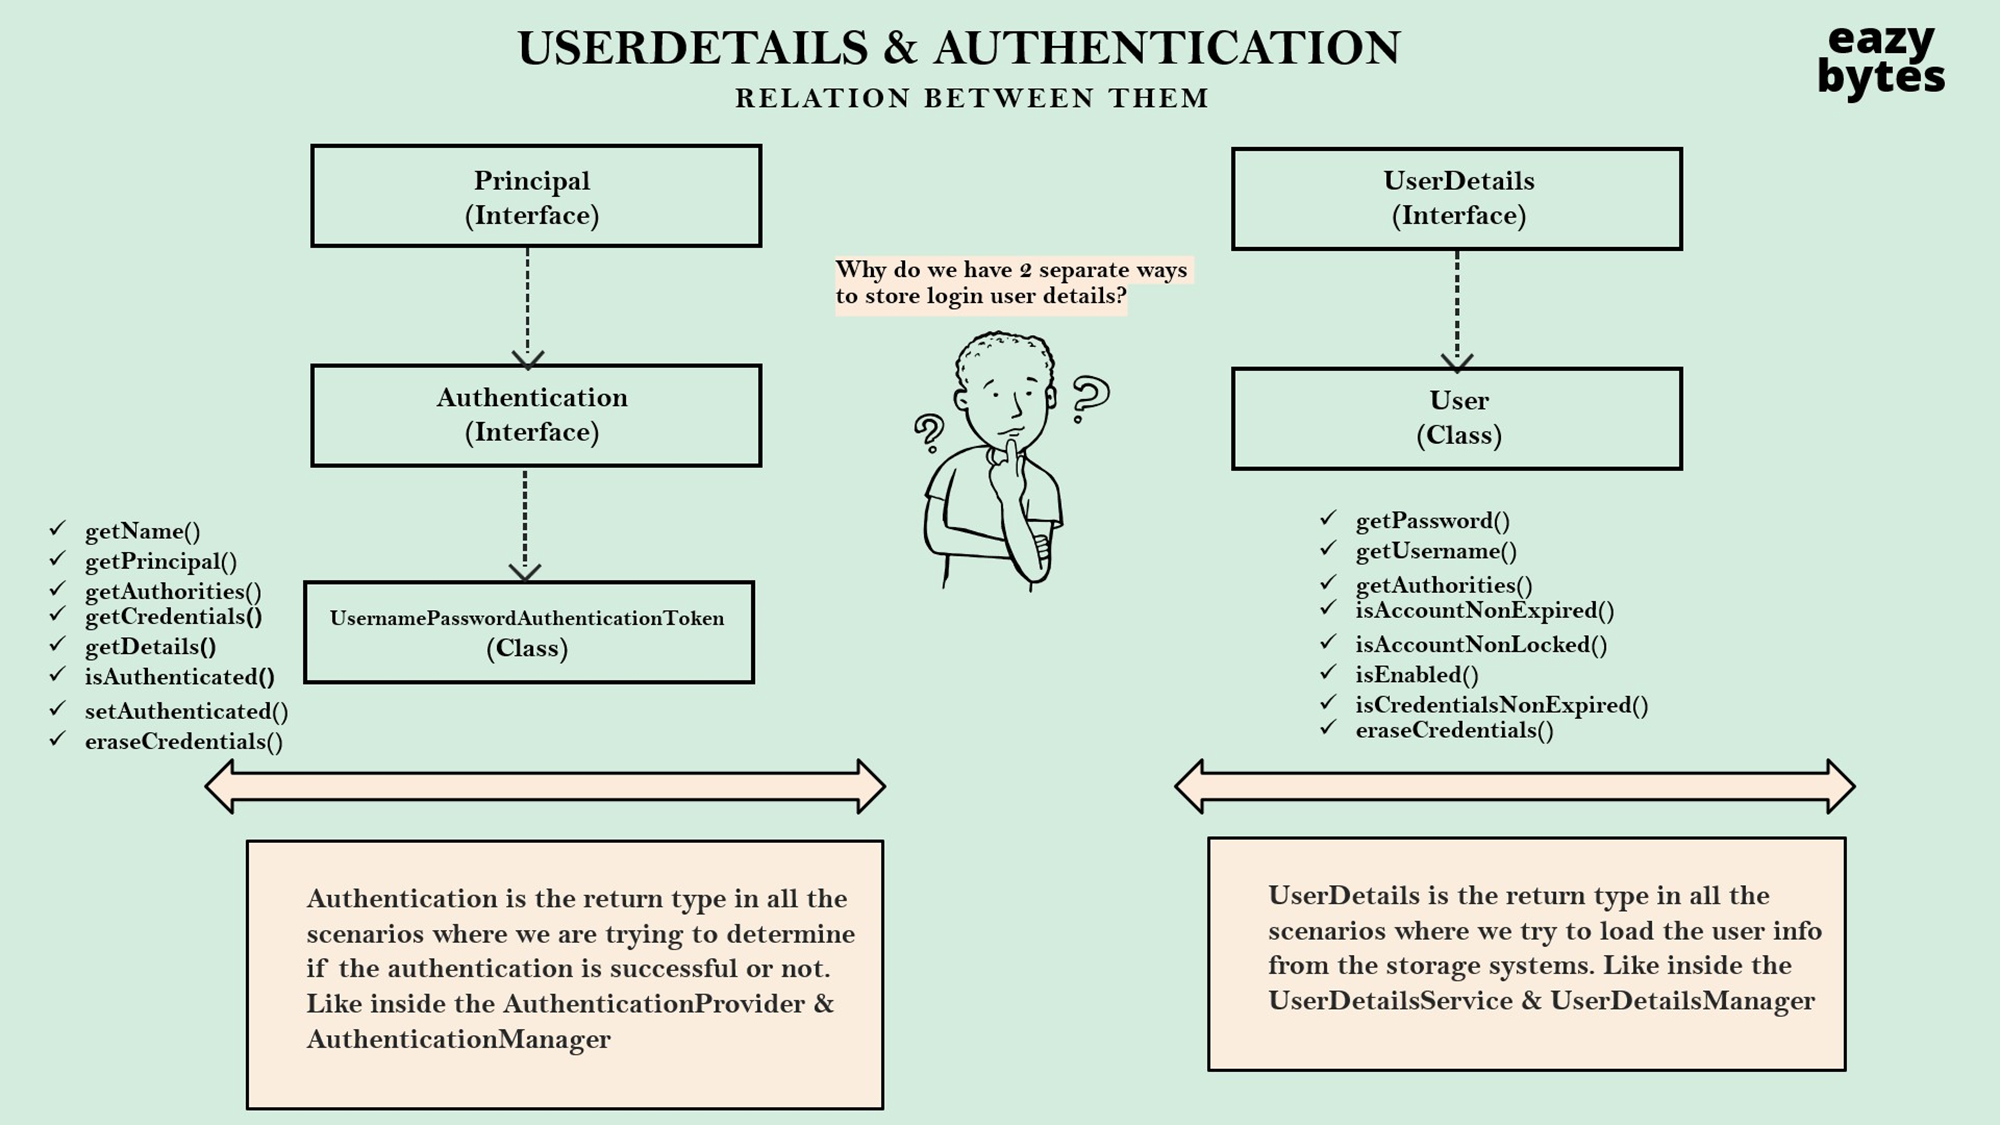 USERDETAILS & AUTHENTICATION
RELATION BETWEEN THEM
eazy
bytes
Principal
(Interface)
Authentication
(Interface)
UsernamePasswordAuthenticationToken
(Class)
✓ getName()
✓ getPrincipal()
✓ getAuthorities()
✓ getCredentials()
✓ getDetails()
✓ isAuthenticated()
✓ setAuthenticated()
✓ eraseCredentials()
Why do we have 2 separate ways
to store login user details?
?
?
UserDetails
(Interface)
User
(Class)
✓ getPassword()
✓ getUsername()
✓ getAuthorities()
✓ isAccountNonExpired()
✓ isAccountNonLocked()
✓ isEnabled()
✓ isCredentialsNonExpired()
✓ eraseCredentials()
Authentication is the return type in all the
scenarios where we are trying to determine
if the authentication is successful or not.
Like inside the AuthenticationProvider &
AuthenticationManager
UserDetails is the return type in all the
scenarios where we try to load the user info
from the storage systems. Like inside the
UserDetailsService & UserDetailsManager